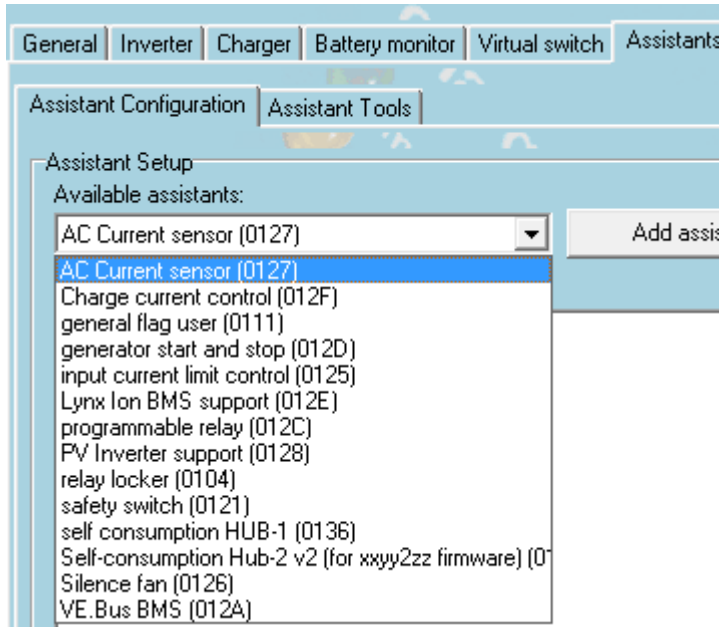 General Inverter Charger Battery monitor Virtual switch Assistants
Assistant Configuration Assistant Tools
Assistant Setup
Available assistants:
AC Current sensor (0127) Add assis
AC Current sensor (0127)
Charge current control (012F)
general flag user (0111)
generator start and stop (012D)
input current limit control (0125)
Lynx Ion BMS support (012E)
programmable relay (012C)
PV Inverter support (0128)
relay locker (0104)
safety switch (0121)
self consumption HUB-1 (0136)
Self-consumption Hub-2 v2 (for xxyy2zz firmware) (01
Silence fan (0126)
VE.Bus BMS (012A)